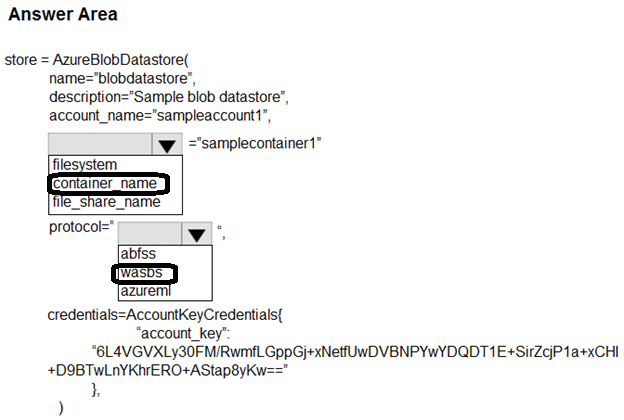 Answer Area
store = AzureBlobDatastore(
name=”blobdatastore”,
description=”Sample blob datastore”,
account_name=”sampleaccount1”,
=”samplecontainer1”
filesystem
container_name
file_share_name
protocol=” “,
abfss
wasbs
azureml
credentials=AccountKeyCredentials{
“account_key”:
“6L4VGVXLy30FM/RwmfLGppGj+xNetfUwDVBNPYwYDQDT1E+SirZcjP1a+xCHI
+D9BTwLnYKhrERO+AStap8yKw==”
},
)